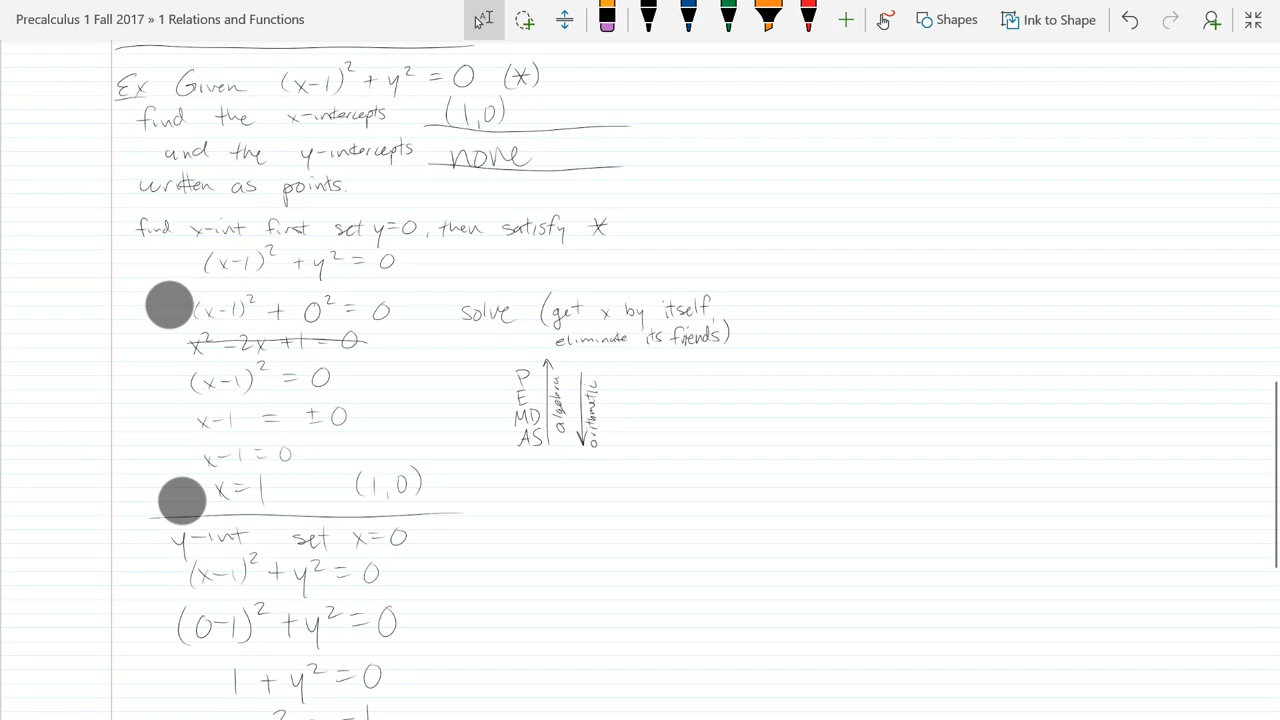 Precalculus 1 Fall 2017 » 1 Relations and Functions
Shapes
Ink to Shape
Ex Given (x-1)² + y² = 0 (*)
find the x-intercepts (1,0)
and the y-intercepts none
written as points.
find x-int first set y=0, then satisfy *
(x-1)² + y² = 0
(x-1)² + 0² = 0 solve (get x by itself,
eliminate its friends)
x² -2x +1 = 0
(x-1)² = 0
x-1 = ±0
x-1=0
x=1 (1,0)
P
E
MD
AS
algebra
arithmetic
y-int set x=0
(x-1)² + y² = 0
(0-1)² + y² = 0
1 + y² = 0